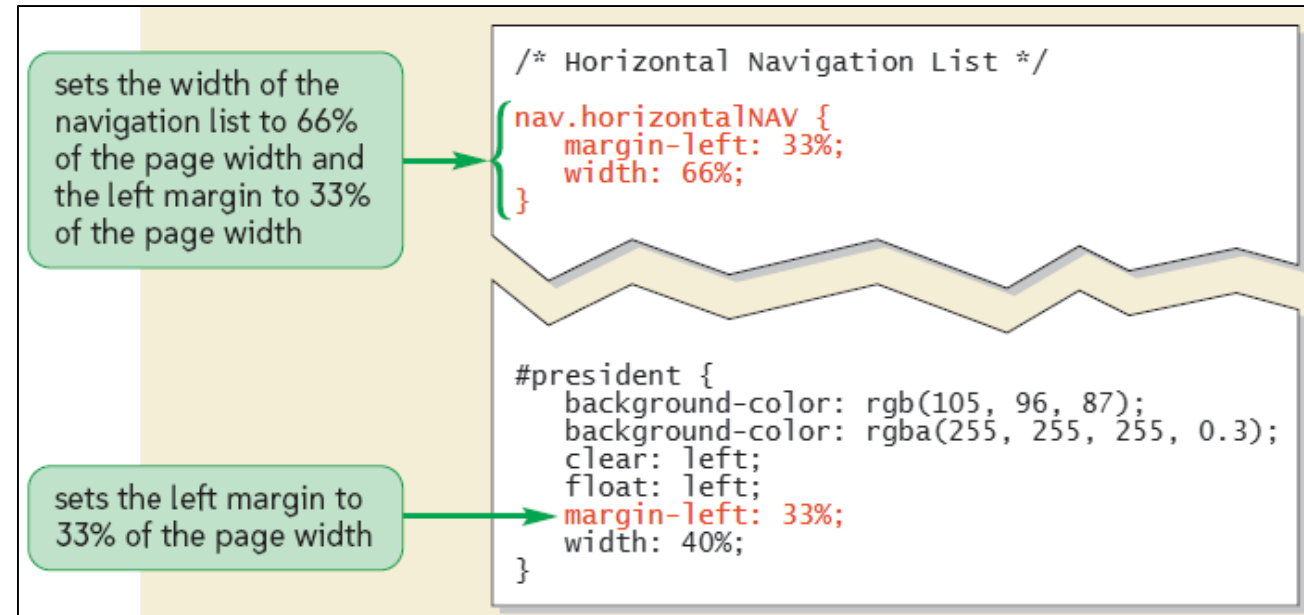 sets the width of the
navigation list to 66%
of the page width and
the left margin to 33%
of the page width
/* Horizontal Navigation List */
nav.horizontalNAV {
   margin-left: 33%;
   width: 66%;
}
#president {
   background-color: rgb(105, 96, 87);
   background-color: rgba(255, 255, 255, 0.3);
   clear: left;
   float: left;
   margin-left: 33%;
   width: 40%;
}
sets the left margin to
33% of the page width